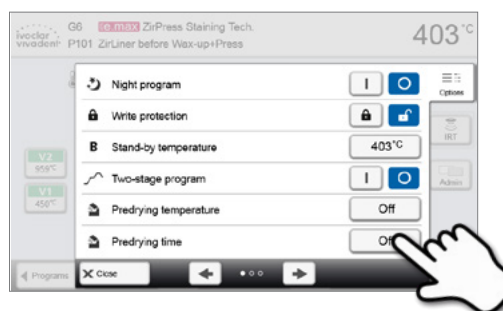 ivoclar
vivadent
G6 IPS e.max ZirPress Staining Tech.
P101 ZirLiner before Wax-up+Press
403°C
Night program I O
Options
Write protection
IRT
B Stand-by temperature 403°C
V2
959°C
Two-stage program I O
Admin
V1
450°C
Predrying temperature Off
Predrying time Off
Programs
X Close